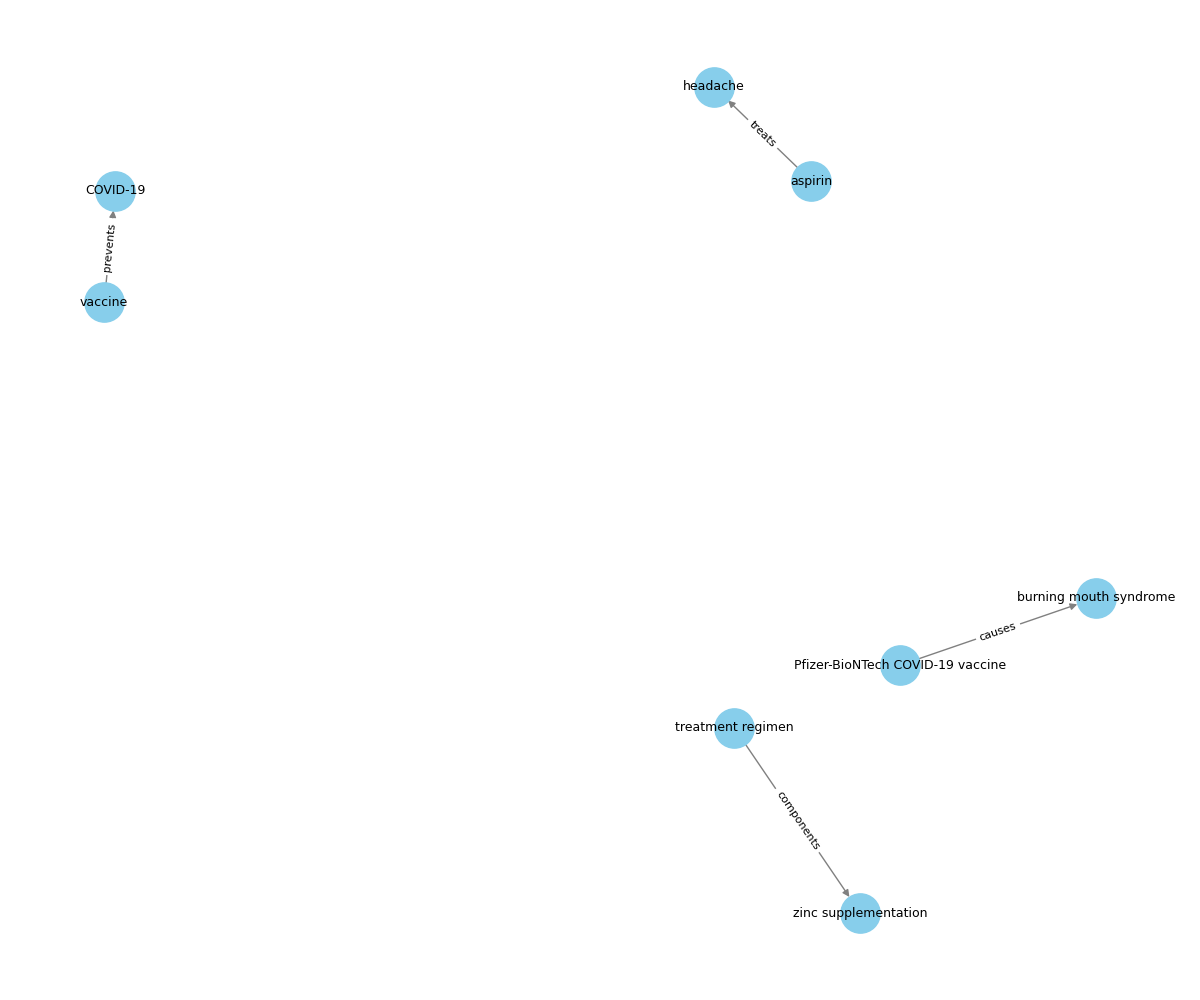 headache
treats
aspirin
COVID-19
prevents
vaccine
burning mouth syndrome
causes
Pfizer-BioNTech COVID-19 vaccine
treatment regimen
components
zinc supplementation